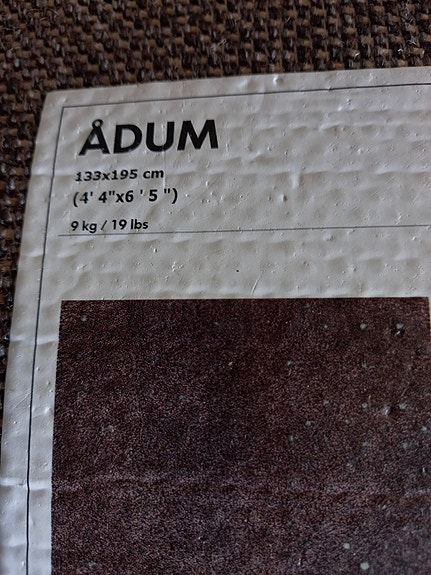 ÅDUM
133x195 cm
(4' 4"x6 ' 5 ")
9 kg / 19 lbs